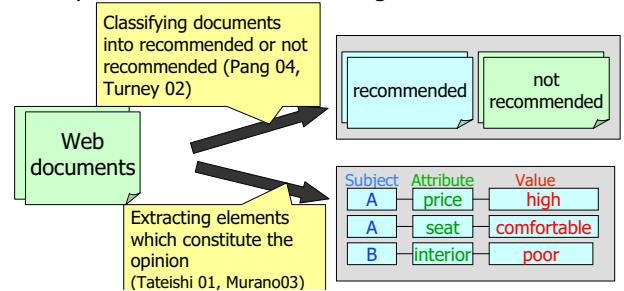 Classifying documents
into recommended or not
recommended (Pang 04,
Turney 02)
recommended
not
recommended
Web
documents
Extracting elements
which constitute the
opinion
(Tateishi 01, Murano03)
Subject Attribute Value
A price high
A seat comfortable
B interior poor